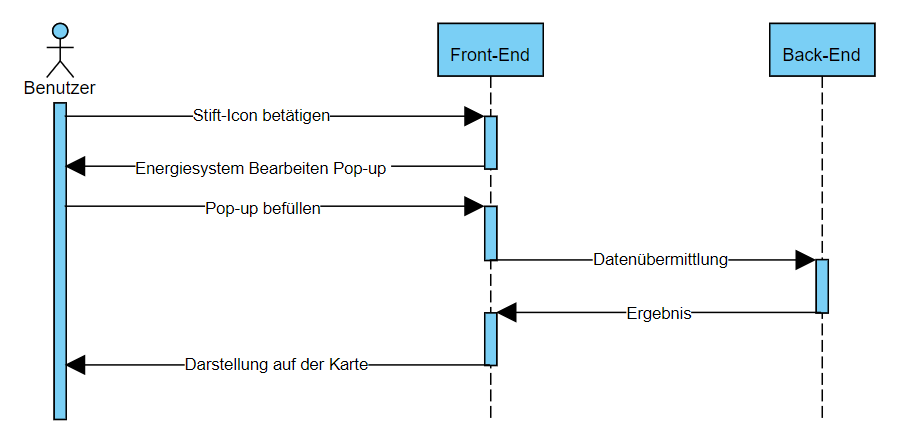 Front-End
Back-End
Benutzer
Stift-Icon betätigen
Energiesystem Bearbeiten Pop-up
Pop-up befüllen
Datenübermittlung
Ergebnis
Darstellung auf der Karte